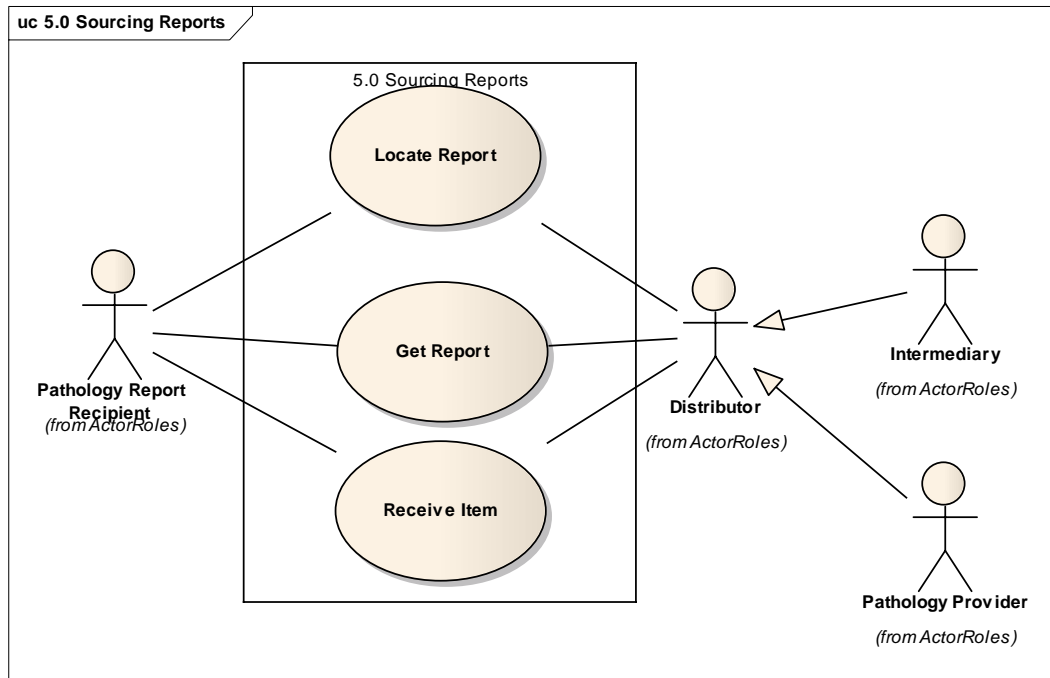 uc 5.0 Sourcing Reports
5.0 Sourcing Reports
Locate Report
Get Report
Receive Item
Pathology Report
Recipient
(from ActorRoles)
Distributor
(from ActorRoles)
Intermediary
(from ActorRoles)
Pathology Provider
(from ActorRoles)